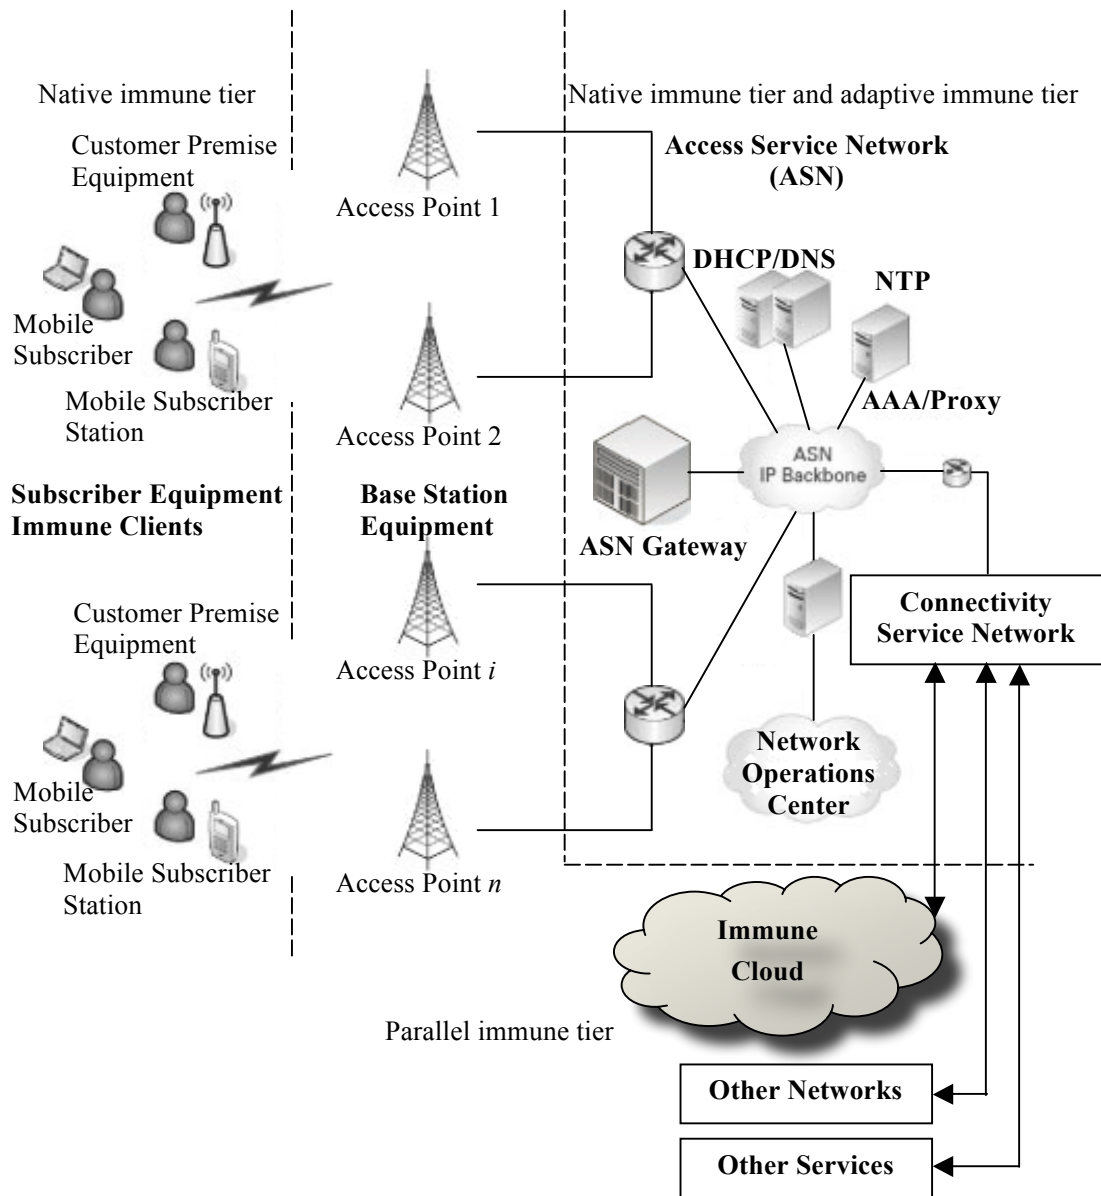 Native immune tier
Native immune tier and adaptive immune tier
Customer Premise
Equipment
Mobile
Subscriber
Mobile Subscriber
Station
Access Point 1
Access Point 2
Access Service Network
(ASN)
DHCP/DNS
NTP
AAA/Proxy
ASN
IP Backbone
ASN Gateway
Subscriber Equipment
Immune Clients
Base Station
Equipment
Customer Premise
Equipment
Mobile
Subscriber
Mobile Subscriber
Station
Access Point i
Access Point n
Connectivity
Service Network
Network
Operations
Center
Immune
Cloud
Parallel immune tier
Other Networks
Other Services